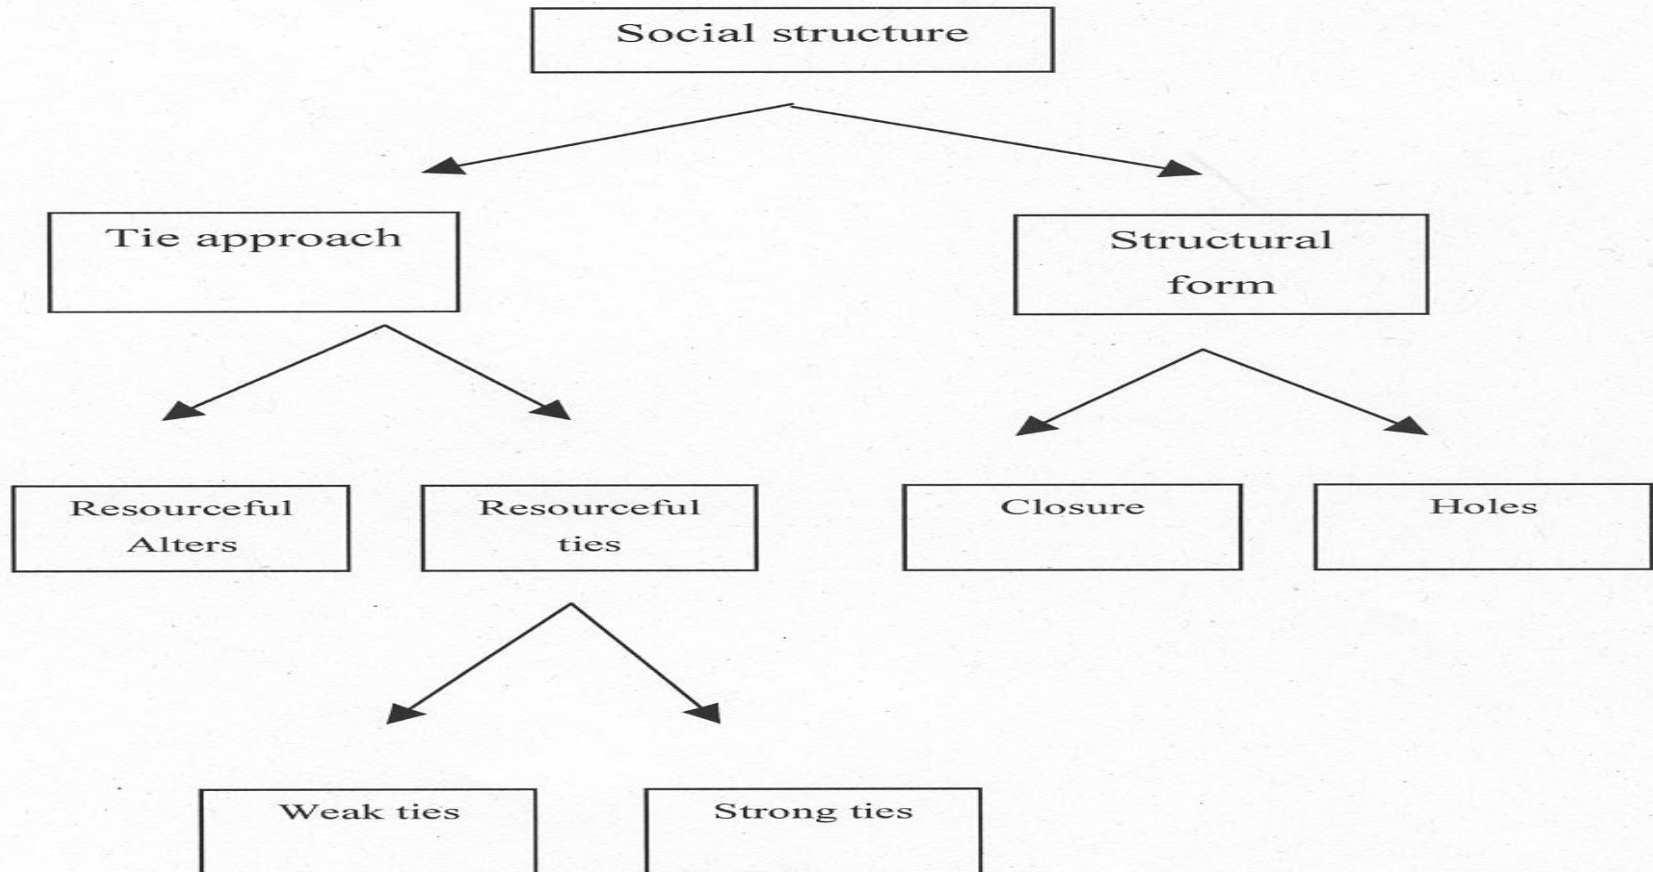 Social structure
Tie approach
Structural
form
Resourceful
Alters
Resourceful
ties
Closure
Holes
Weak ties
Strong ties